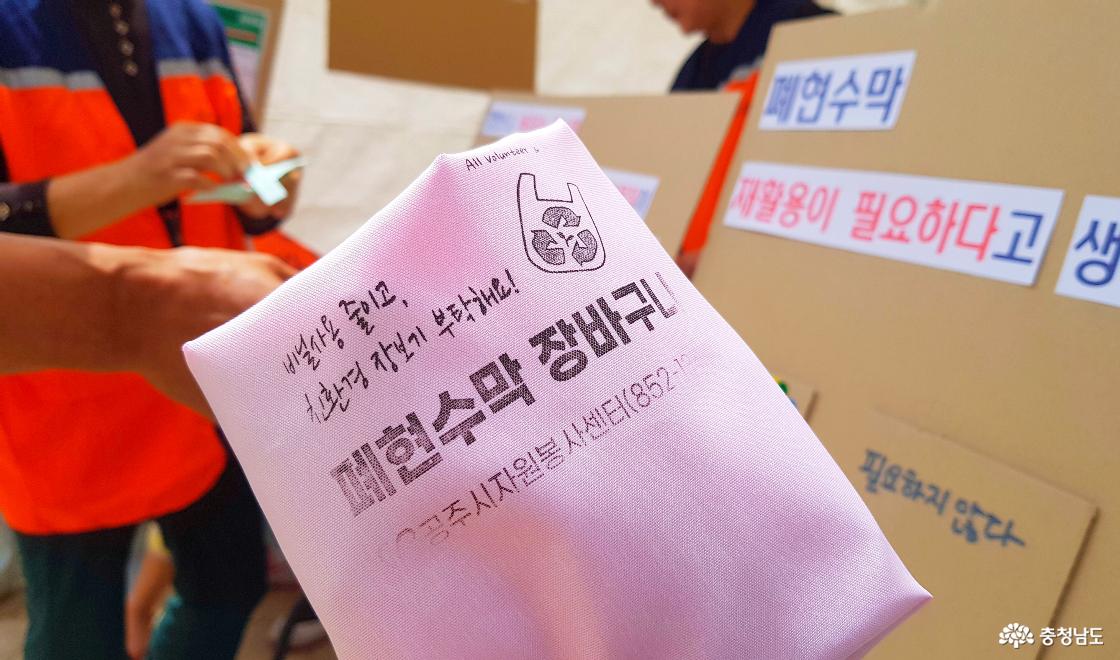 All volunteer
비닐사용 줄이고,
친환경 장보기 부탁해요!
폐현수막 장바구니
공주시자원봉사센터(852-12
폐현수막
재활용이 필요하다고
생
필요하지 않다
충청남도